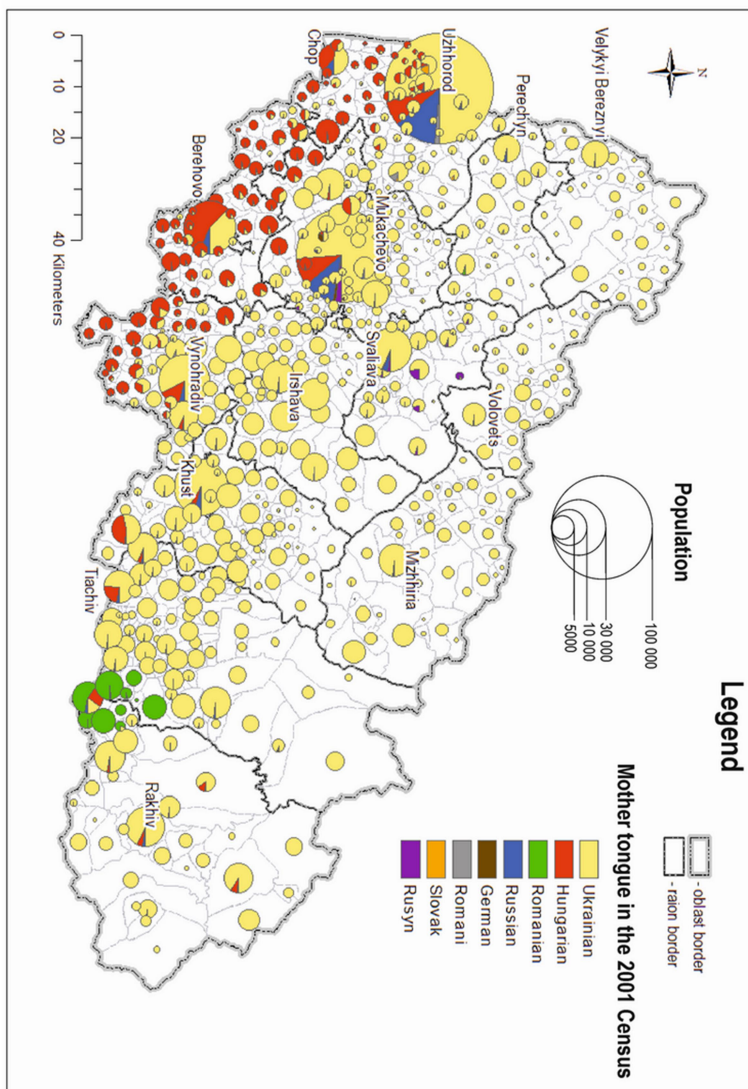 Legend
- oblast border
- raion border
Mother tongue in the 2001 Census
Ukrainian
Hungarian
Romanian
Russian
German
Romani
Slovak
Rusyn
Population
100 000
30 000
10 000
5000
N
Velykyi Bereznyi
Perechyn
Uzhhorod
Chop
Mukachevo
Svaliava
Volovets
Berehovo
Irshava
Mizhhiria
Vynohradiv
Khust
Tiachiv
Rakhiv
0 10 20 40 Kilometers